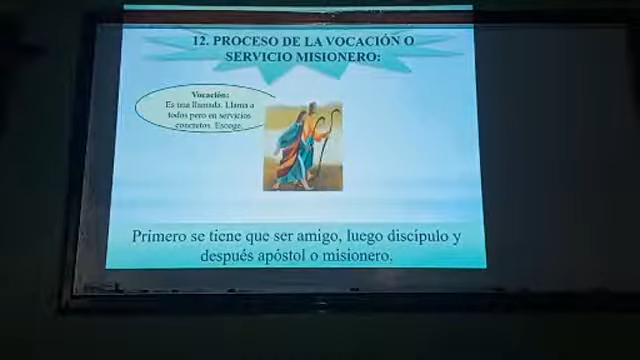 12. PROCESO DE LA VOCACIÓN O
SERVICIO MISIONERO:
Vocación:
Es una llamada. Llama a
todos pero en servicios
concretos. Escoge.
Primero se tiene que ser amigo, luego discípulo y
después apóstol o misionero.